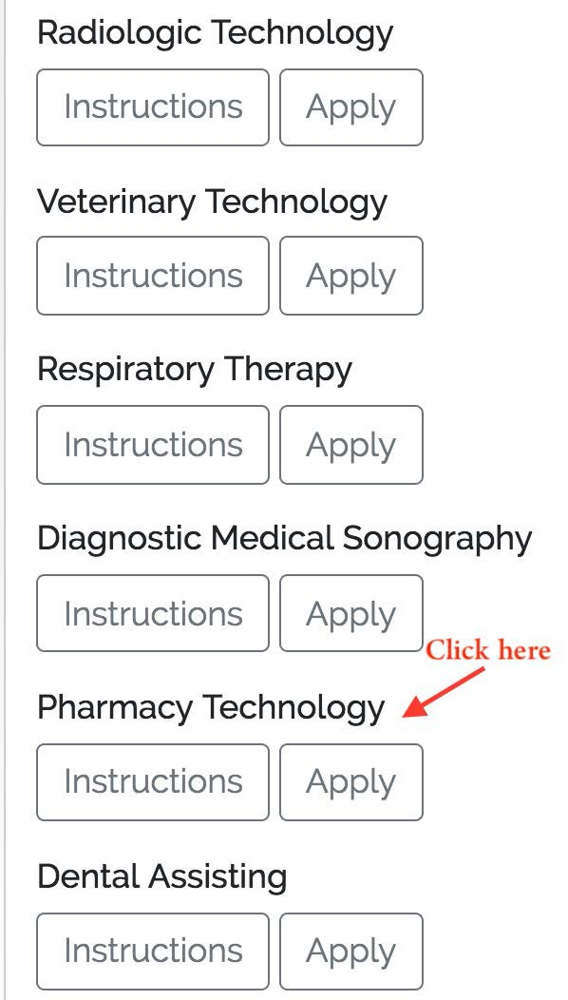 Radiologic Technology
Instructions Apply
Veterinary Technology
Instructions Apply
Respiratory Therapy
Instructions Apply
Diagnostic Medical Sonography
Instructions Apply
Click here
Pharmacy Technology
Instructions Apply
Dental Assisting
Instructions Apply